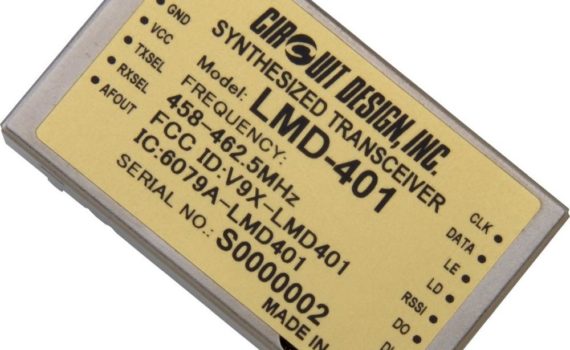 GND
VCC
TXSEL
RXSEL
AFOUT
CIRCUIT DESIGN, INC.
SYNTHESIZED TRANSCEIVER
Model: LMD-401
FREQUENCY:
458-462.5MHz
FCC ID:V9X-LMD401
IC:6079A-LMD401
SERIAL NO.: S0000002
MADE IN
CLK
DATA
LE
LD
RSSI
DO